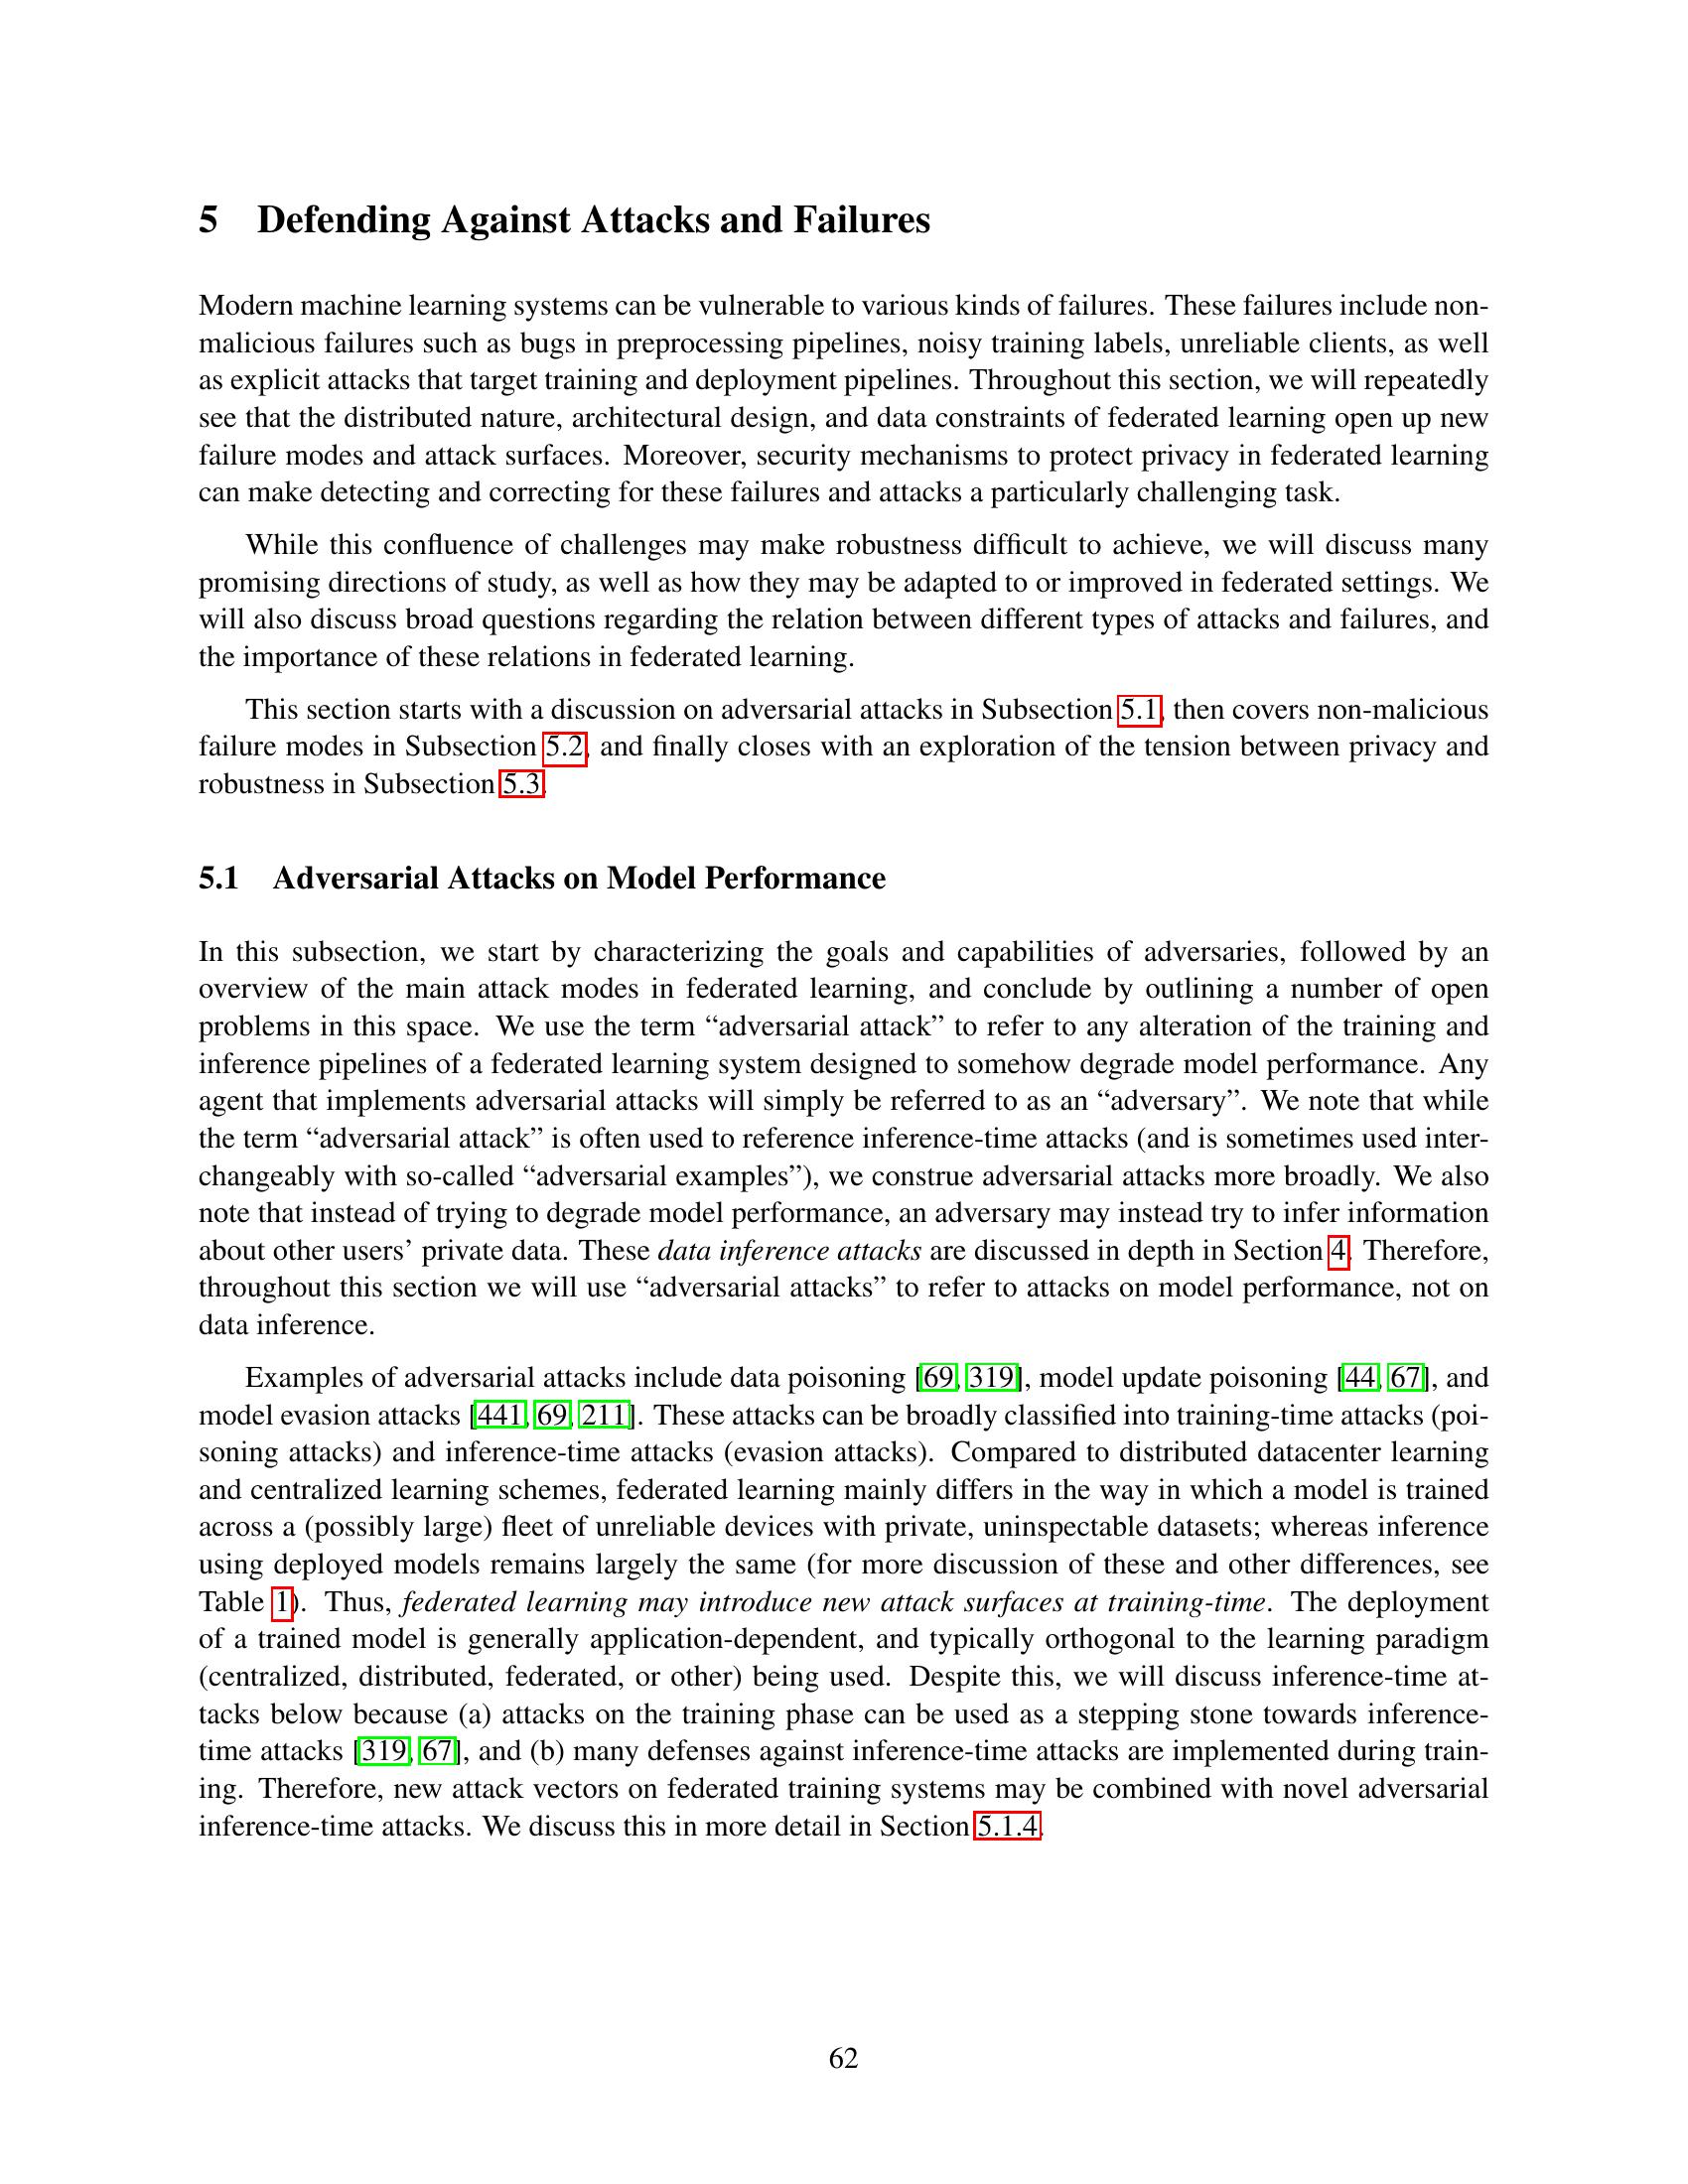 5 Defending Against Attacks and Failures
Modern machine learning systems can be vulnerable to various kinds of failures. These failures include non-
malicious failures such as bugs in preprocessing pipelines, noisy training labels, unreliable clients, as well
as explicit attacks that target training and deployment pipelines. Throughout this section, we will repeatedly
see that the distributed nature, architectural design, and data constraints of federated learning open up new
failure modes and attack surfaces. Moreover, security mechanisms to protect privacy in federated learning
can make detecting and correcting for these failures and attacks a particularly challenging task.
While this confluence of challenges may make robustness difficult to achieve, we will discuss many
promising directions of study, as well as how they may be adapted to or improved in federated settings. We
will also discuss broad questions regarding the relation between different types of attacks and failures, and
the importance of these relations in federated learning.
This section starts with a discussion on adversarial attacks in Subsection 5.1, then covers non-malicious
failure modes in Subsection 5.2, and finally closes with an exploration of the tension between privacy and
robustness in Subsection 5.3.
5.1 Adversarial Attacks on Model Performance
In this subsection, we start by characterizing the goals and capabilities of adversaries, followed by an
overview of the main attack modes in federated learning, and conclude by outlining a number of open
problems in this space. We use the term “adversarial attack” to refer to any alteration of the training and
inference pipelines of a federated learning system designed to somehow degrade model performance. Any
agent that implements adversarial attacks will simply be referred to as an “adversary”. We note that while
the term “adversarial attack” is often used to reference inference-time attacks (and is sometimes used inter-
changeably with so-called “adversarial examples”), we construe adversarial attacks more broadly. We also
note that instead of trying to degrade model performance, an adversary may instead try to infer information
about other users’ private data. These data inference attacks are discussed in depth in Section 4. Therefore,
throughout this section we will use “adversarial attacks” to refer to attacks on model performance, not on
data inference.
Examples of adversarial attacks include data poisoning [69, 319], model update poisoning [44, 67], and
model evasion attacks [441, 69, 211]. These attacks can be broadly classified into training-time attacks (poi-
soning attacks) and inference-time attacks (evasion attacks). Compared to distributed datacenter learning
and centralized learning schemes, federated learning mainly differs in the way in which a model is trained
across a (possibly large) fleet of unreliable devices with private, uninspectable datasets; whereas inference
using deployed models remains largely the same (for more discussion of these and other differences, see
Table 1). Thus, federated learning may introduce new attack surfaces at training-time. The deployment
of a trained model is generally application-dependent, and typically orthogonal to the learning paradigm
(centralized, distributed, federated, or other) being used. Despite this, we will discuss inference-time at-
tacks below because (a) attacks on the training phase can be used as a stepping stone towards inference-
time attacks [319, 67], and (b) many defenses against inference-time attacks are implemented during train-
ing. Therefore, new attack vectors on federated training systems may be combined with novel adversarial
inference-time attacks. We discuss this in more detail in Section 5.1.4.
62